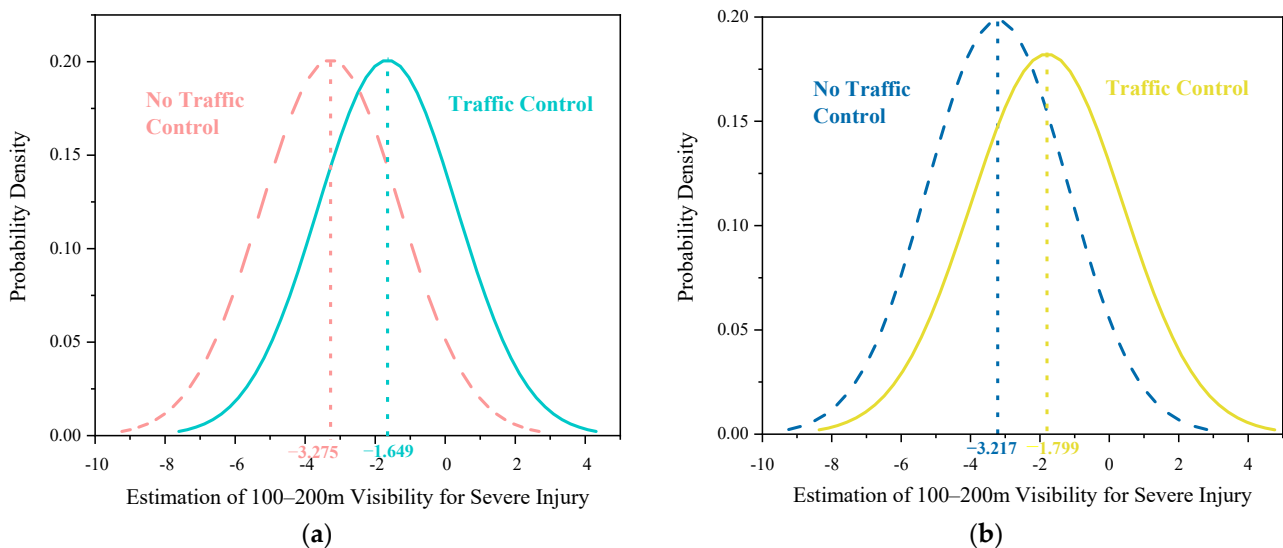 0.20
0.15
0.10
0.05
0.00
Probability Density
No Traffic
Control
Traffic Control
−3.275
−1.649
-10
-8
-6
-4
-2
0
2
4
Estimation of 100–200m Visibility for Severe Injury
(a)
0.20
0.15
0.10
0.05
0.00
Probability Density
No Traffic
Control
Traffic Control
−3.217
−1.799
-10
-8
-6
-4
-2
0
2
4
Estimation of 100–200m Visibility for Severe Injury
(b)